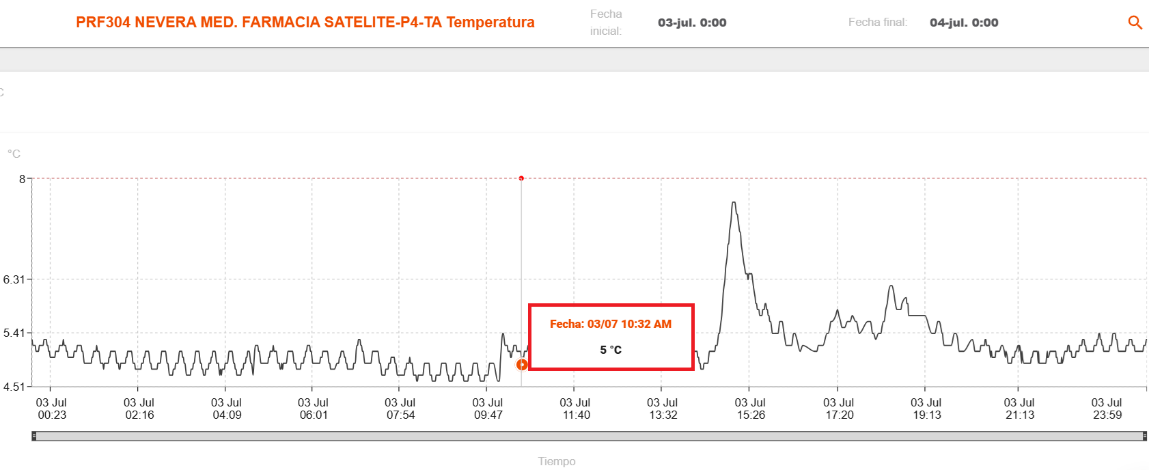 PRF304 NEVERA MED. FARMACIA SATELITE-P4-TA Temperatura
Fecha inicial:
03-jul. 0:00
Fecha final:
04-jul. 0:00
°C
8
6.31
5.41
4.51
Fecha: 03/07 10:32 AM
5 °C
03 Jul 03 Jul 03 Jul 03 Jul 03 Jul 03 Jul 03 Jul 03 Jul 03 Jul 03 Jul 03 Jul 03 Jul 03 Jul
00:23 02:16 04:09 06:01 07:54 09:47 11:40 13:32 15:26 17:20 19:13 21:13 23:59
Tiempo